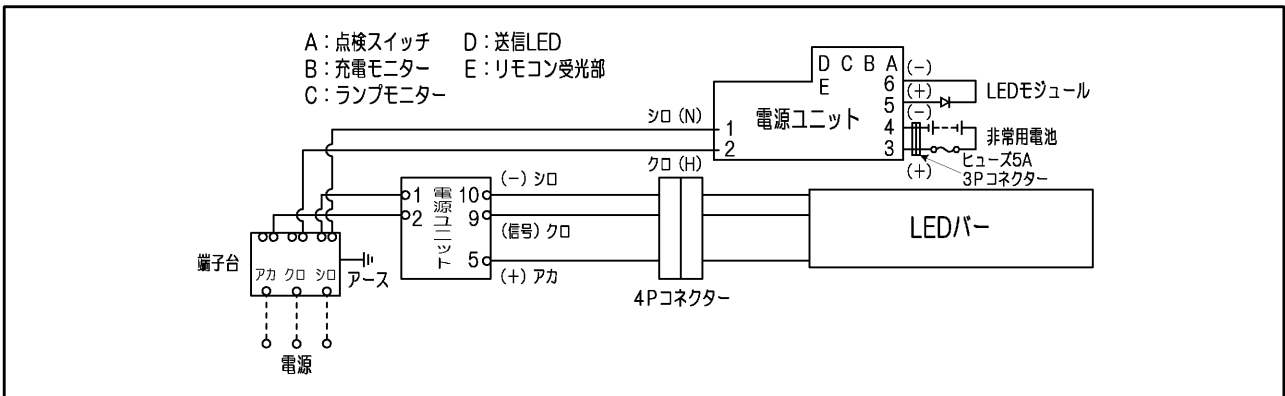 A：点検スイッチ　D：送信LED
B：充電モニター　E：リモコン受光部
C：ランプモニター
D C B A
E
電源ユニット
1
2
6
5
4
3
(-)
(+)
(-)
(+)
LEDモジュール
非常用電池
ヒューズ5A
3Pコネクター
シロ (N)
クロ (H)
1
2
電源ユニット
10
9
5
(-) シロ
(信号) クロ
(+) アカ
4Pコネクター
LEDバー
端子台
アカ クロ シロ
アース
電源